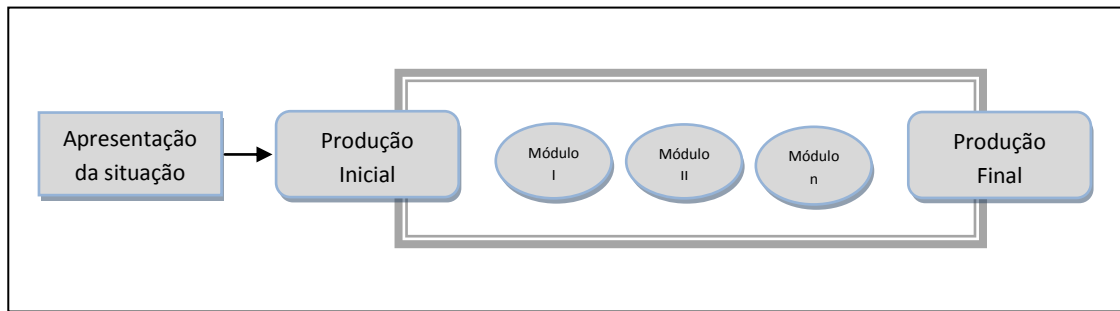 Apresentação
da situação
Produção
Inicial
Módulo
I
Módulo
II
Módulo
n
Produção
Final